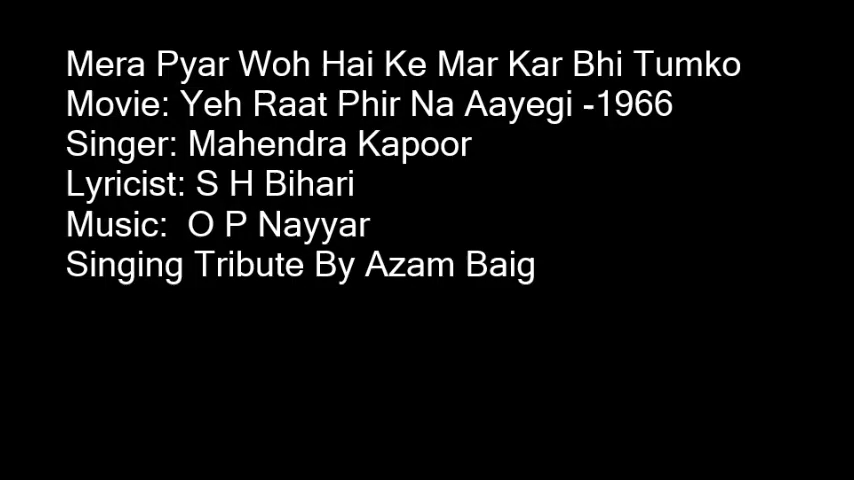 Mera Pyar Woh Hai Ke Mar Kar Bhi Tumko
Movie: Yeh Raat Phir Na Aayegi -1966
Singer: Mahendra Kapoor
Lyricist: S H Bihari
Music:  O P Nayyar
Singing Tribute By Azam Baig